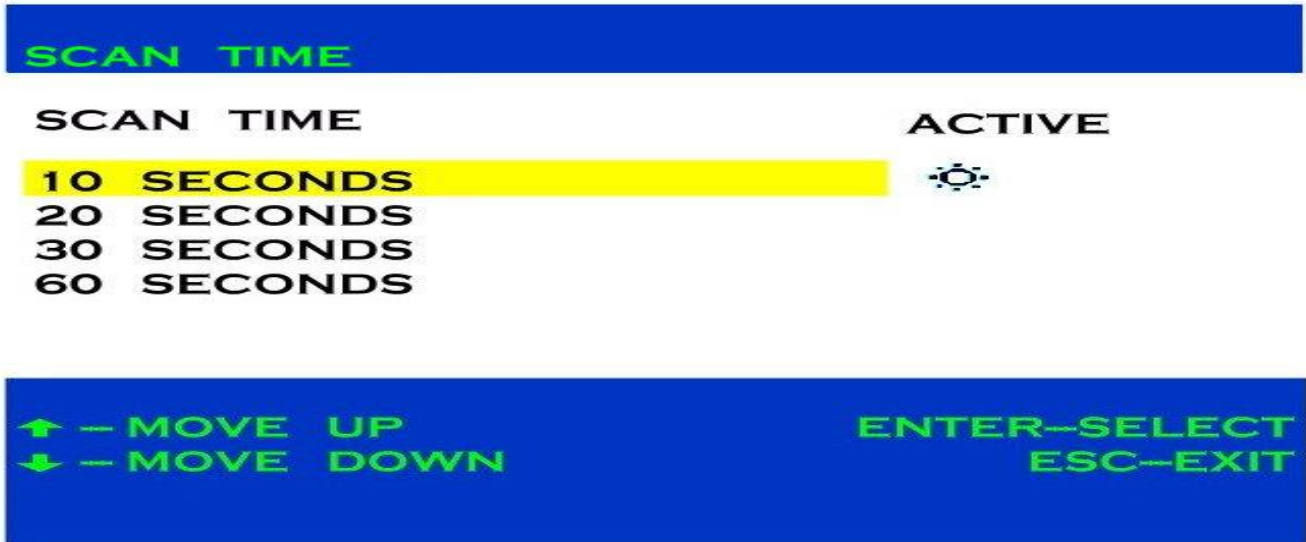 SCAN TIME
SCAN TIME ACTIVE
10 SECONDS
20 SECONDS
30 SECONDS
60 SECONDS
↑ – MOVE UP ENTER–SELECT
↓ – MOVE DOWN ESC–EXIT